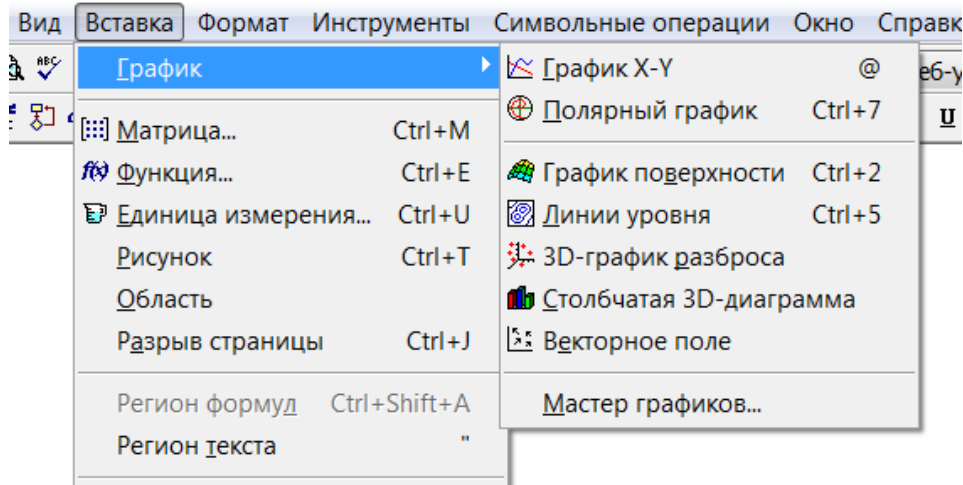 Вид Вставка Формат Инструменты Символьные операции Окно Справк
ABC
еб-у
U
График
Матрица... Ctrl+M
f(x) Функция... Ctrl+E
Единица измерения... Ctrl+U
Рисунок Ctrl+T
Область
Разрыв страницы Ctrl+J
Регион формул Ctrl+Shift+A
Регион текста "
График X-Y @
Полярный график Ctrl+7
График поверхности Ctrl+2
Линии уровня Ctrl+5
3D-график разброса
Столбчатая 3D-диаграмма
Векторное поле
Мастер графиков...